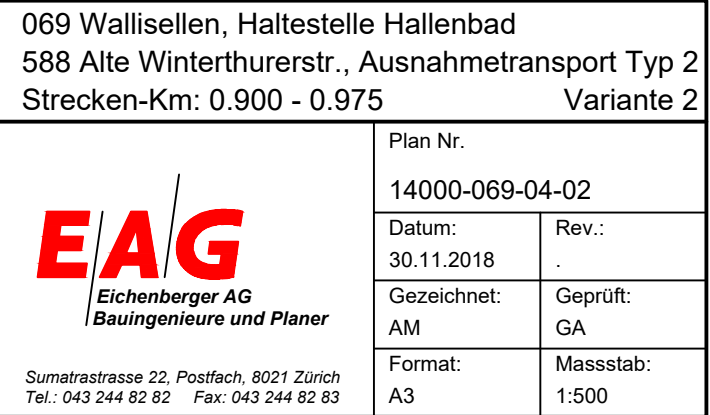 069 Wallisellen, Haltestelle Hallenbad
588 Alte Winterthurerstr., Ausnahmetransport Typ 2
Strecken-Km: 0.900 - 0.975 Variante 2
EAG
Eichenberger AG
Bauingenieure und Planer
Sumatrastrasse 22, Postfach, 8021 Zürich
Tel.: 043 244 82 82 Fax: 043 244 82 83
Plan Nr.
14000-069-04-02
Datum: Rev.:
30.11.2018 .
Gezeichnet: Geprüft:
AM GA
Format: Massstab:
A3 1:500